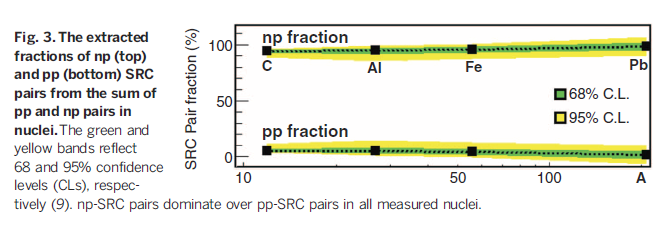 Fig. 3. The extracted
fractions of np (top)
and pp (bottom) SRC
pairs from the sum of
pp and np pairs in
nuclei. The green and
yellow bands reflect
68 and 95% confidence
levels (CLs), respec-
tively (9). np-SRC pairs dominate over pp-SRC pairs in all measured nuclei.
SRC Pair fraction (%)
100
50
0
np fraction
C Al Fe Pb
68% C.L.
95% C.L.
pp fraction
10 50 100 A